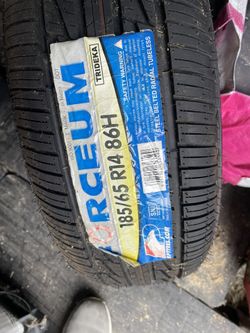 RCEUM
TRIDEKA
SAFETY WARNING
185/65 R14 86H
STEEL BELTED RADIAL TUBELESS